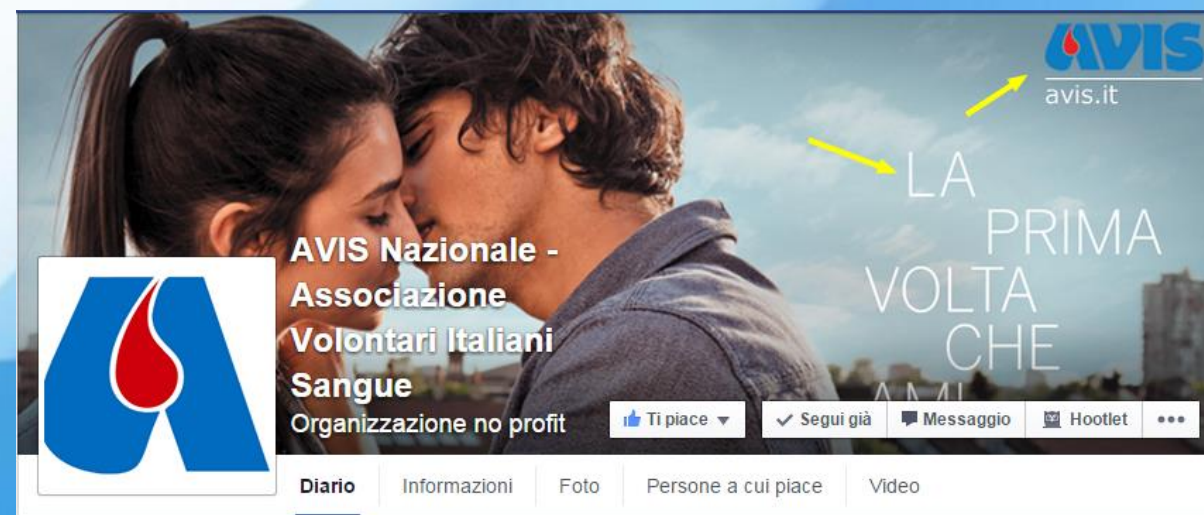 AVIS
avis.it
LA
PRIMA
VOLTA
CHE
AMI
AVIS Nazionale -
Associazione
Volontari Italiani
Sangue
Organizzazione no profit
Ti piace
Segui già
Messaggio
Hootlet
Diario
Informazioni
Foto
Persone a cui piace
Video